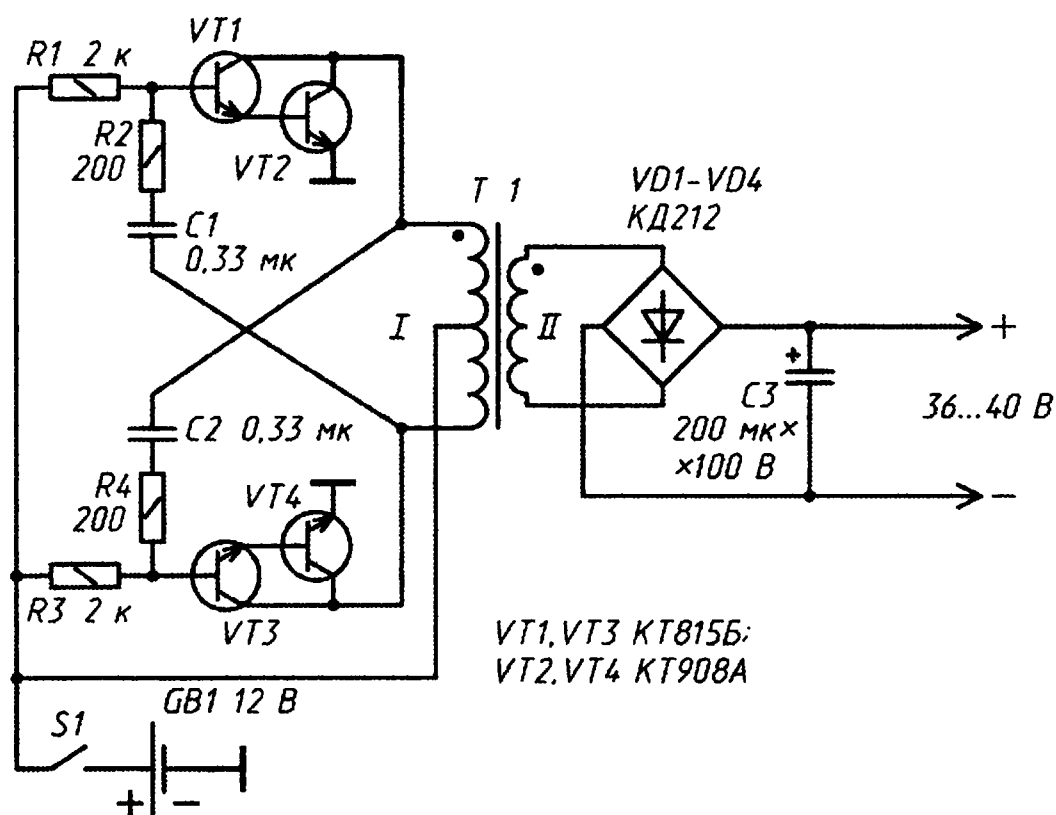 VT1
R1 2 к
R2
200
VT2
C1
0,33 мк
T 1
VD1-VD4
КД212
I
II
+
+
C3
200 мк×
×100 В
36...40 В
−
C2 0,33 мк
R4
200
VT4
R3 2 к
VT3
VT1,VT3 КТ815Б;
VT2,VT4 КТ908А
GB1 12 В
S1
+ −